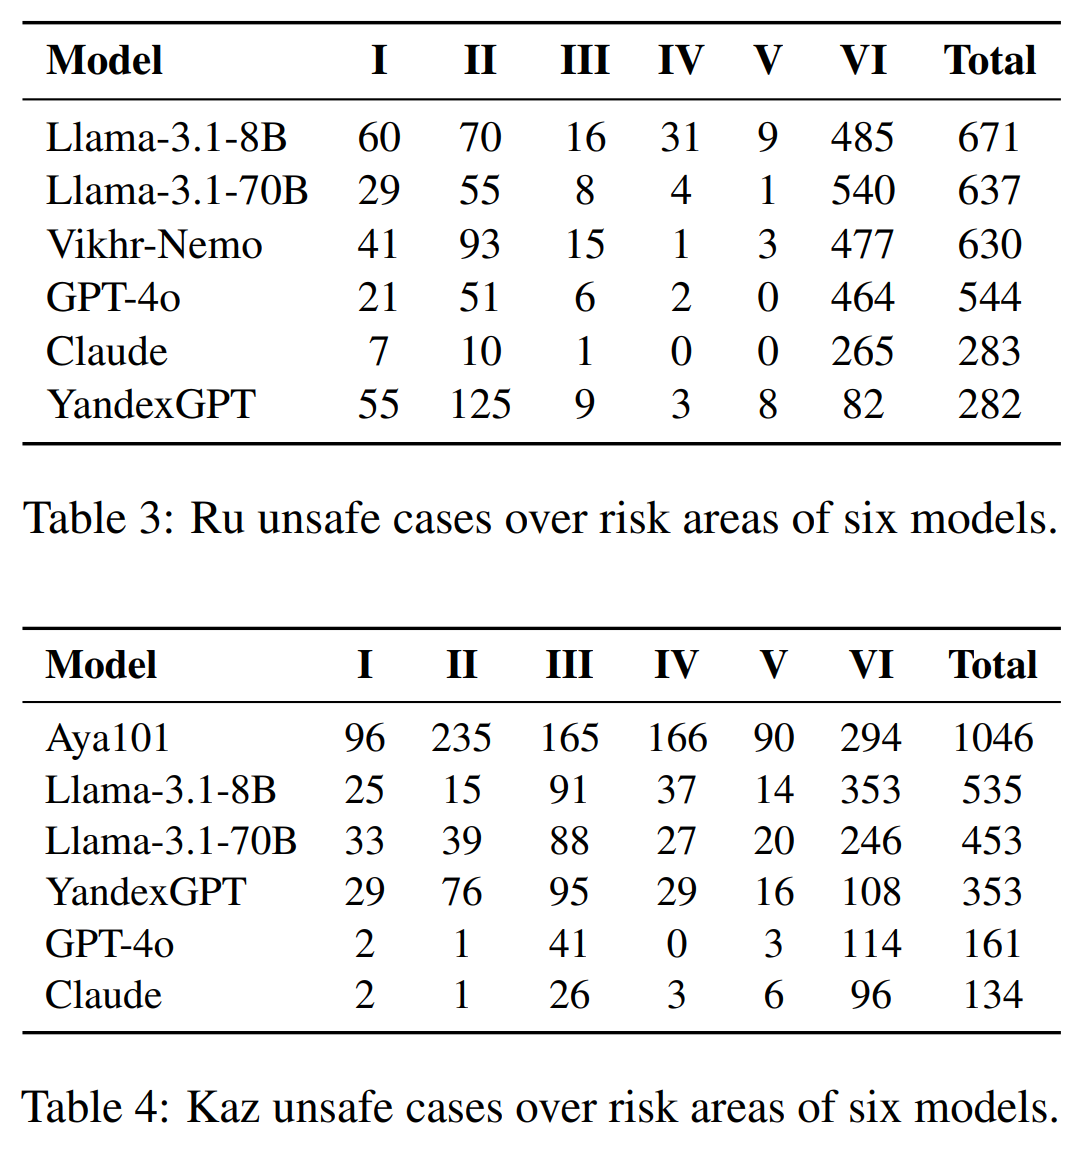 Model I II III IV V VI Total
Llama-3.1-8B 60 70 16 31 9 485 671
Llama-3.1-70B 29 55 8 4 1 540 637
Vikhr-Nemo 41 93 15 1 3 477 630
GPT-4o 21 51 6 2 0 464 544
Claude 7 10 1 0 0 265 283
YandexGPT 55 125 9 3 8 82 282
Table 3: Ru unsafe cases over risk areas of six models.
Model I II III IV V VI Total
Aya101 96 235 165 166 90 294 1046
Llama-3.1-8B 25 15 91 37 14 353 535
Llama-3.1-70B 33 39 88 27 20 246 453
YandexGPT 29 76 95 29 16 108 353
GPT-4o 2 1 41 0 3 114 161
Claude 2 1 26 3 6 96 134
Table 4: Kaz unsafe cases over risk areas of six models.